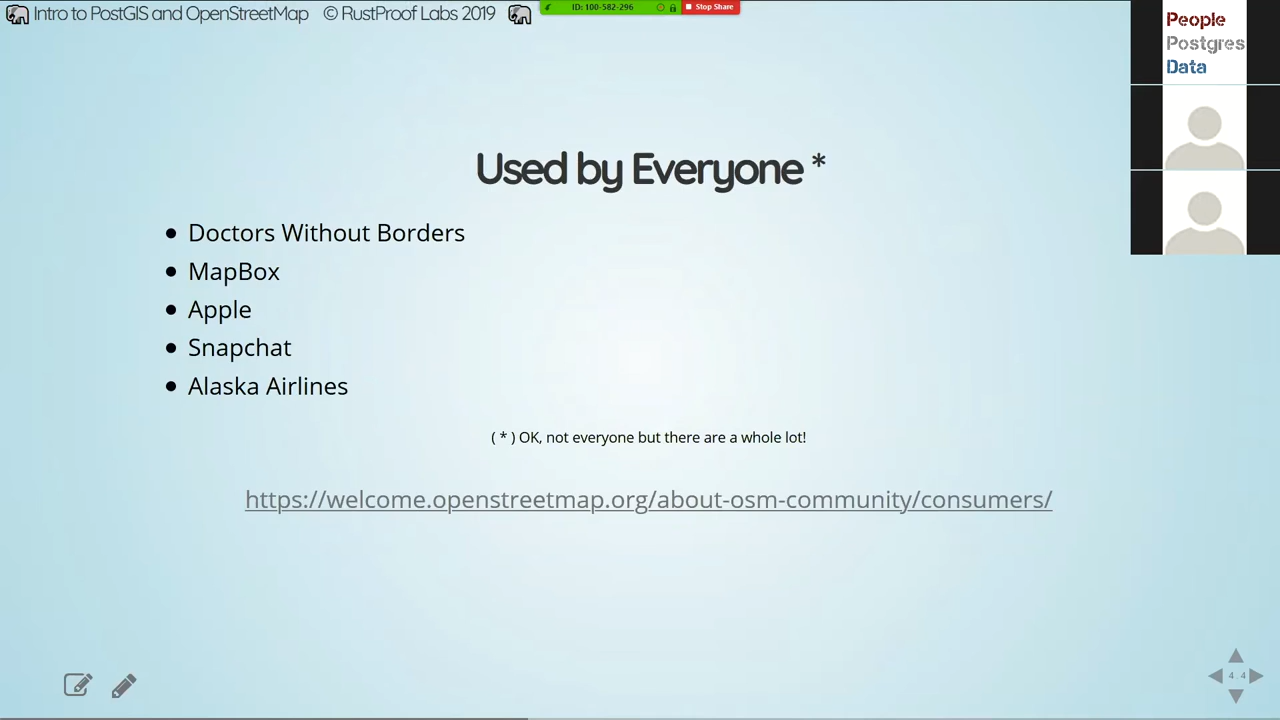 Intro to PostGIS and OpenStreetMap © RustProof Labs 2019
ID: 100-582-296
Stop Share
People
Postgres
Data
Used by Everyone *
• Doctors Without Borders
• MapBox
• Apple
• Snapchat
• Alaska Airlines
( * ) OK, not everyone but there are a whole lot!
https://welcome.openstreetmap.org/about-osm-community/consumers/
4.4